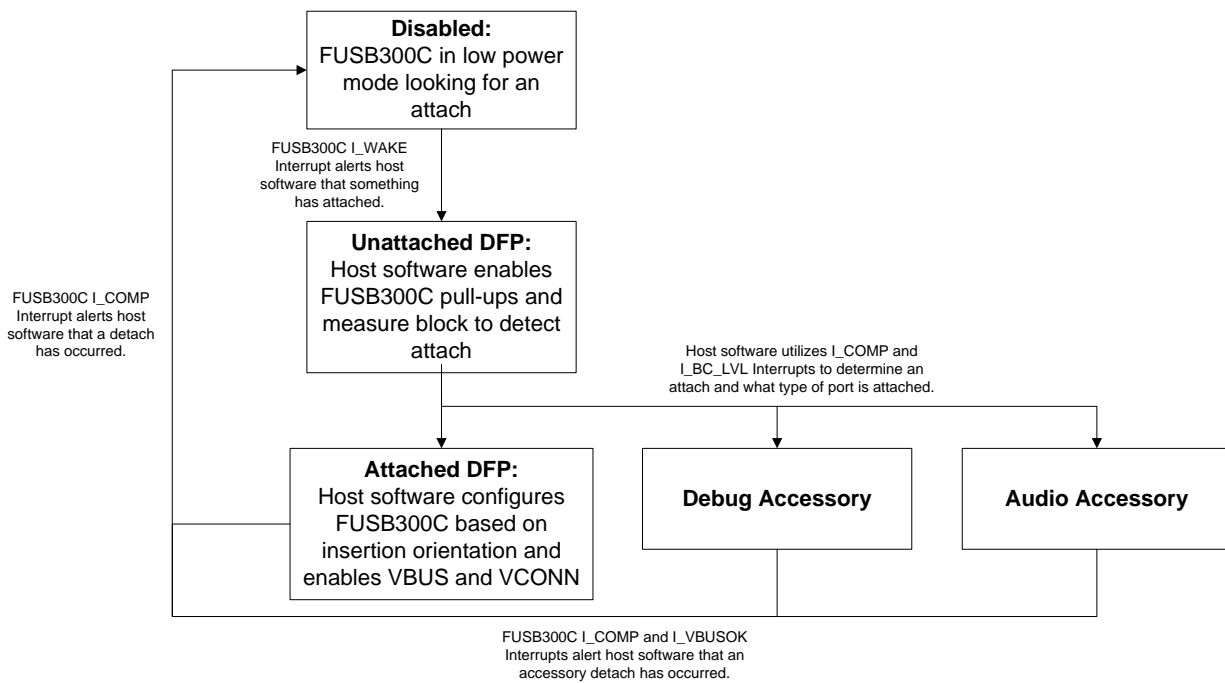 Disabled:
FUSB300C in low power
mode looking for an
attach
FUSB300C I_WAKE
Interrupt alerts host
software that something
has attached.
Unattached DFP:
Host software enables
FUSB300C pull-ups and
measure block to detect
attach
FUSB300C I_COMP
Interrupt alerts host
software that a detach
has occurred.
Host software utilizes I_COMP and
I_BC_LVL Interrupts to determine an
attach and what type of port is attached.
Attached DFP:
Host software configures
FUSB300C based on
insertion orientation and
enables VBUS and VCONN
Debug Accessory
Audio Accessory
FUSB300C I_COMP and I_VBUSOK
Interrupts alert host software that an
accessory detach has occurred.